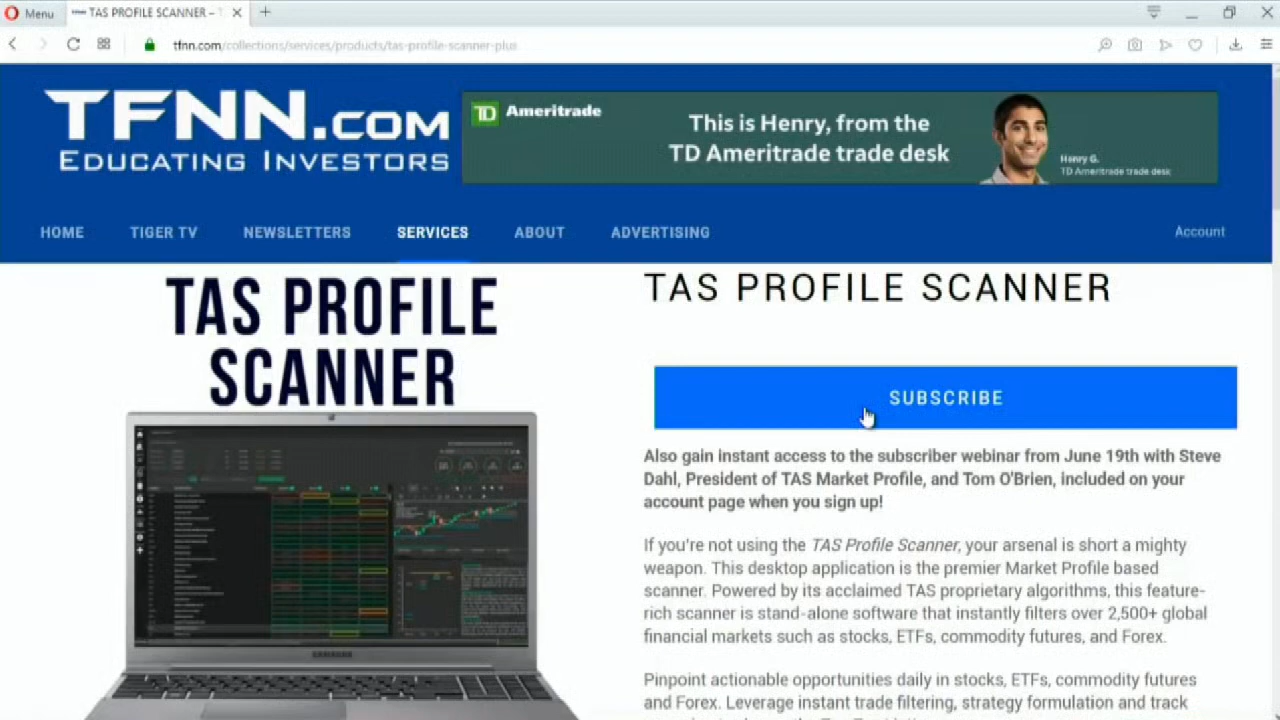 Menu
TAS PROFILE SCANNER –
tfnn.com/collections/services/products/tas-profile-scanner-plus
TFNN.COM
EDUCATING INVESTORS
TD Ameritrade
This is Henry, from the
TD Ameritrade trade desk
Henry G.
TD Ameritrade trade desk
HOME TIGER TV NEWSLETTERS SERVICES ABOUT ADVERTISING Account
TAS PROFILE
SCANNER
SAMSUNG
TAS PROFILE SCANNER
SUBSCRIBE
Also gain instant access to the subscriber webinar from June 19th with Steve
Dahl, President of TAS Market Profile, and Tom O'Brien, included on your
account page when you sign up!
If you're not using the TAS Profile Scanner, your arsenal is short a mighty
weapon. This desktop application is the premier Market Profile based
scanner. Powered by its acclaimed TAS proprietary algorithms, this feature-
rich scanner is stand-alone software that instantly filters over 2,500+ global
financial markets such as stocks, ETFs, commodity futures, and Forex.
Pinpoint actionable opportunities daily in stocks, ETFs, commodity futures
and Forex. Leverage instant trade filtering, strategy formulation and track